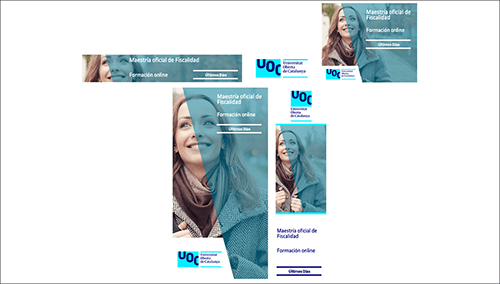 Maestría oficial de Fiscalidad
Formación online
Últimos Días
UOC
Universitat
Oberta
de Catalunya
Maestría oficial de
Fiscalidad
Formación online
Últimos Días
UOC
Universitat
Oberta
de Catalunya
Maestría oficial de
Fiscalidad
Formación online
Últimos Días
UOC
Universitat
Oberta
de Catalunya
UOC
Universitat
Oberta
de Catalunya
Maestría oficial de
Fiscalidad
Formación online
Últimos Días